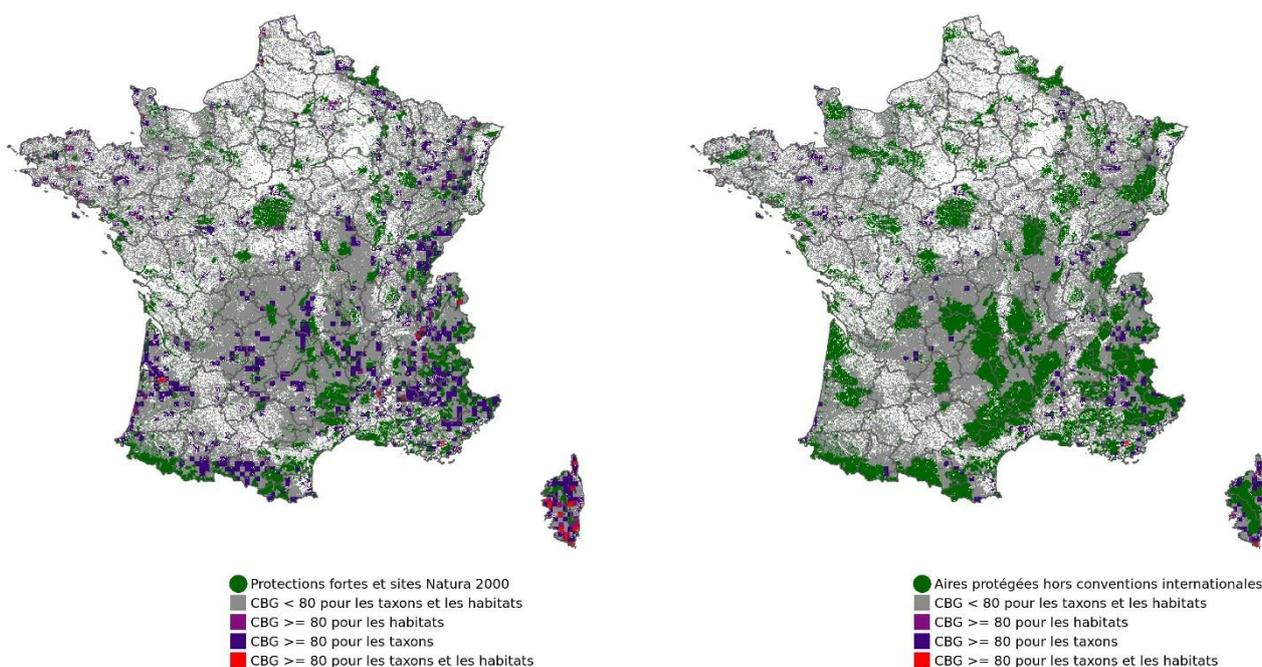 Protections fortes et sites Natura 2000
CBG < 80 pour les taxons et les habitats
CBG >= 80 pour les habitats
CBG >= 80 pour les taxons
CBG >= 80 pour les taxons et les habitats
Aires protégées hors conventions internationales
CBG < 80 pour les taxons et les habitats
CBG >= 80 pour les habitats
CBG >= 80 pour les taxons
CBG >= 80 pour les taxons et les habitats